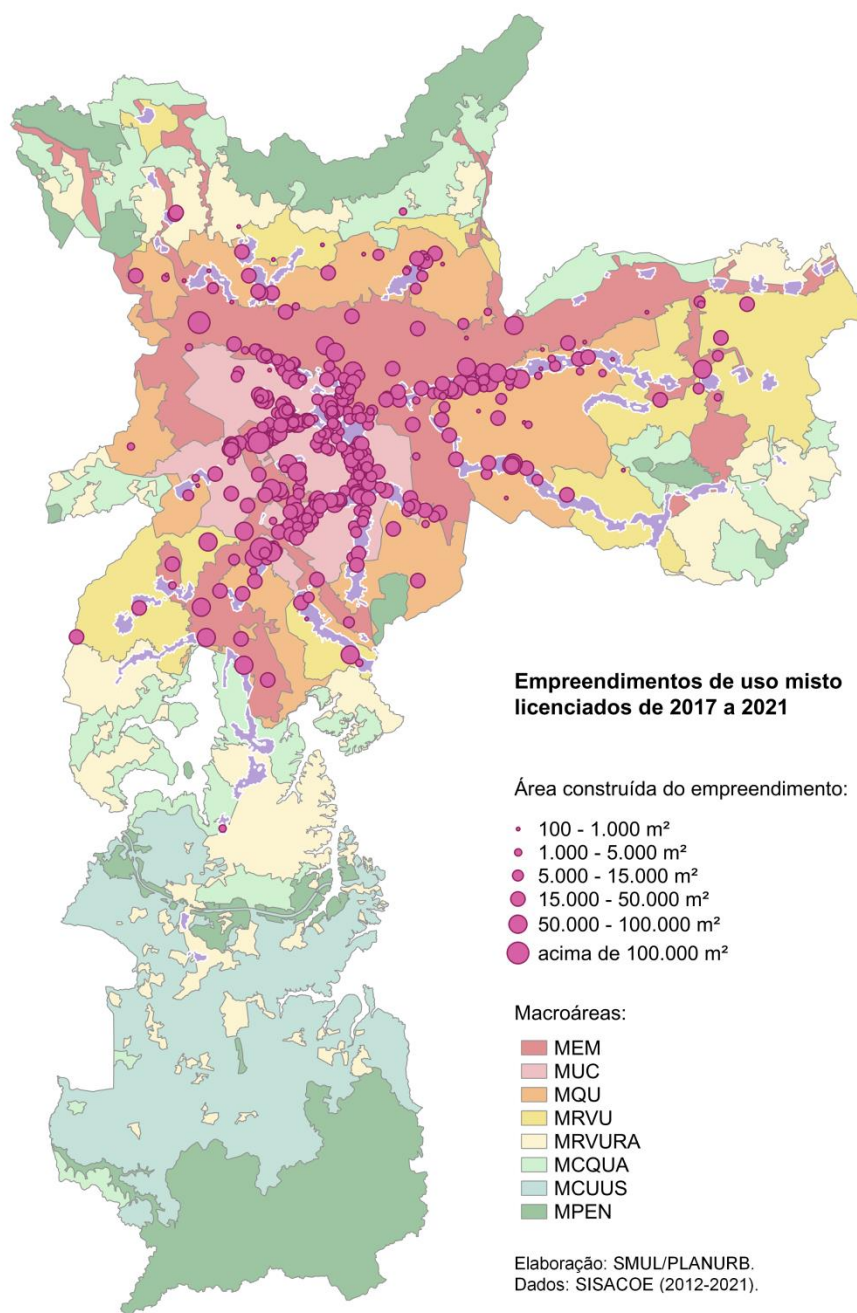 Empreendimentos de uso misto
licenciados de 2017 a 2021
Área construída do empreendimento:
100 - 1.000 m²
1.000 - 5.000 m²
5.000 - 15.000 m²
15.000 - 50.000 m²
50.000 - 100.000 m²
acima de 100.000 m²
Macroáreas:
MEM
MUC
MQU
MRVU
MRVURA
MCQUA
MCUUS
MPEN
Elaboração: SMUL/PLANURB.
Dados: SISACOE (2012-2021).